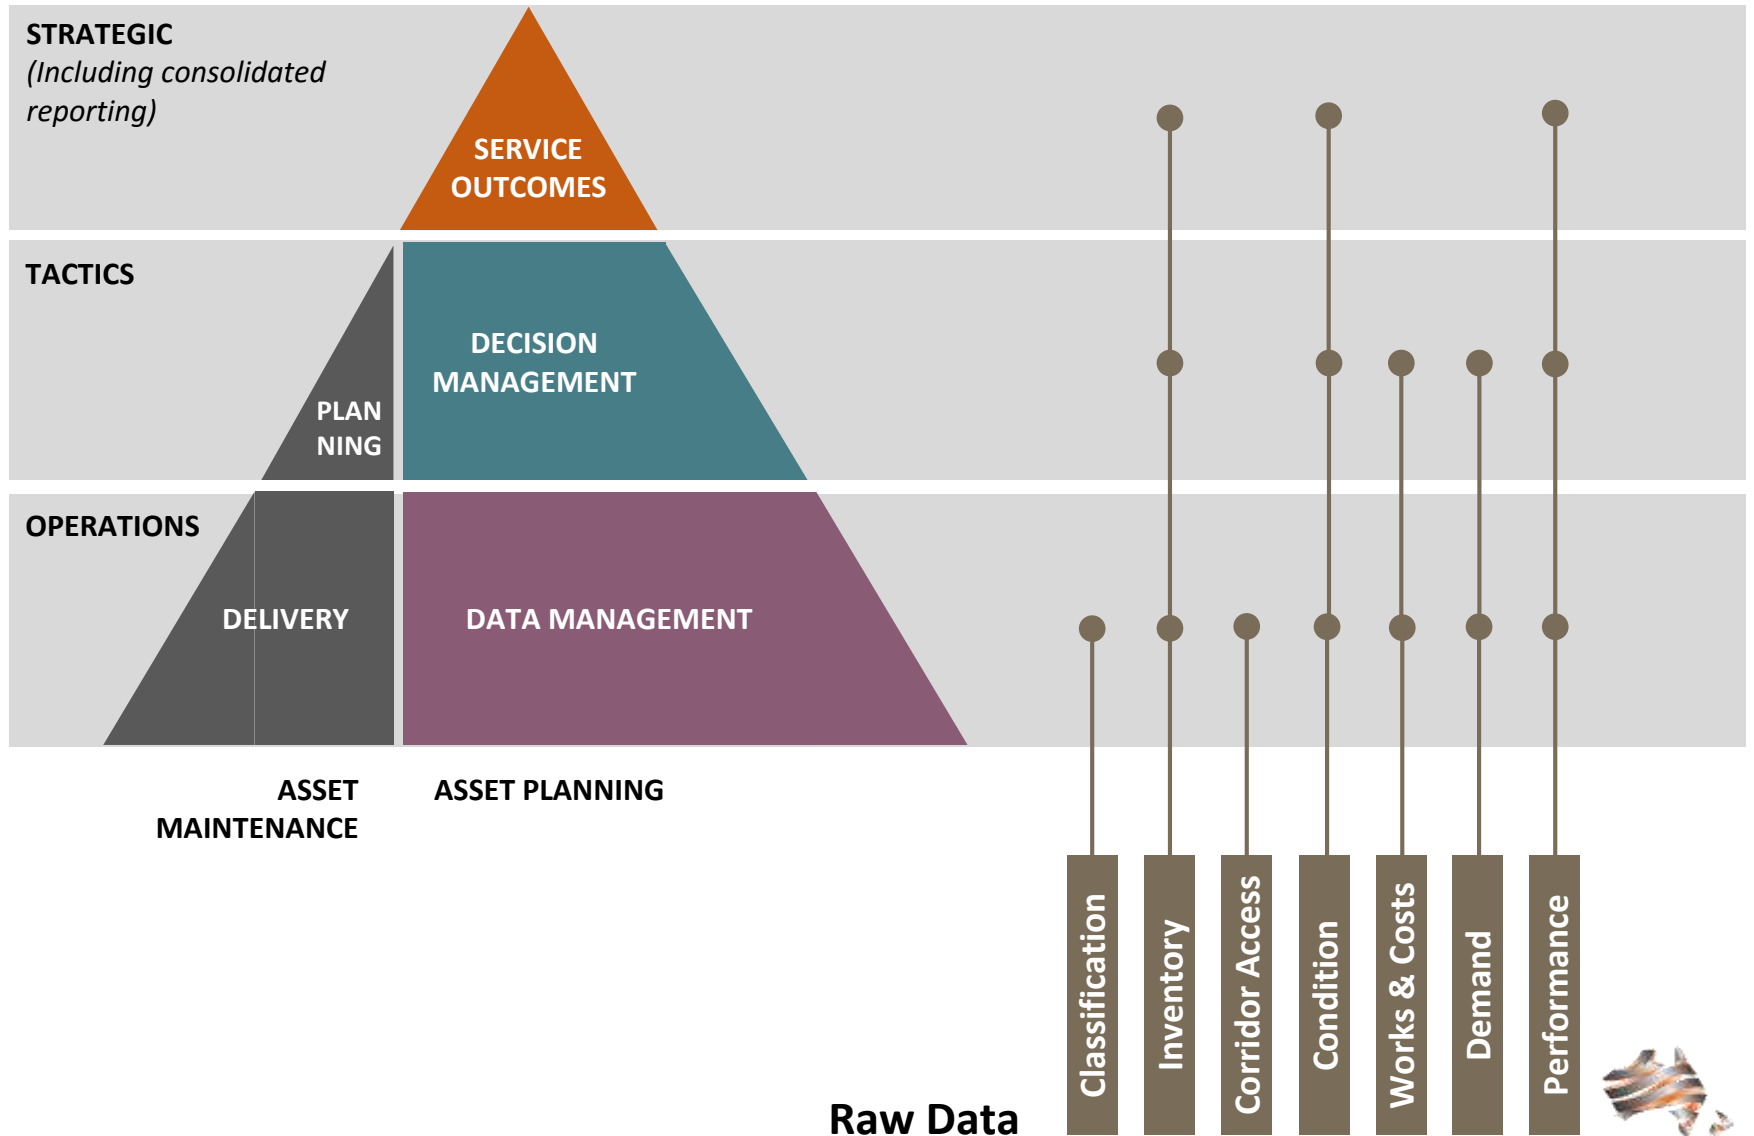 STRATEGIC
(Including consolidated
reporting)
SERVICE
OUTCOMES
TACTICS
DECISION
MANAGEMENT
PLAN
NING
OPERATIONS
DELIVERY
DATA MANAGEMENT
ASSET
MAINTENANCE
ASSET PLANNING
Classification
Inventory
Corridor Access
Condition
Works & Costs
Demand
Performance
Raw Data